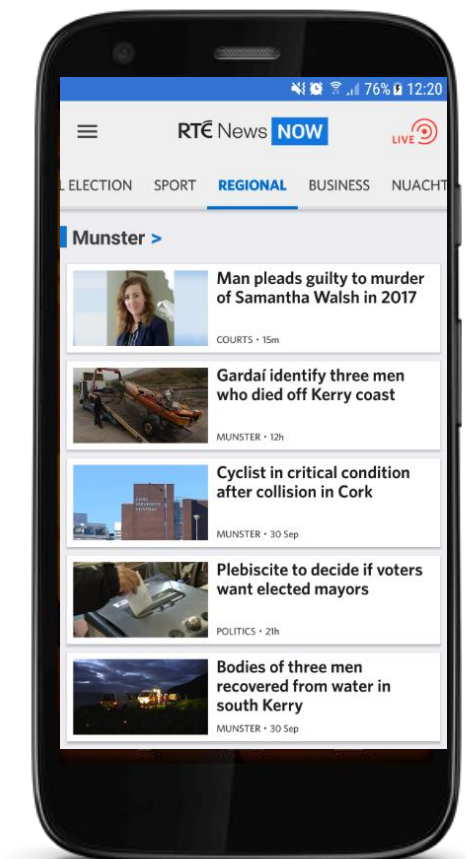 76% 12:20
RTÉ News NOW
LIVE
L ELECTION SPORT REGIONAL BUSINESS NUACHT
Munster >
Man pleads guilty to murder
of Samantha Walsh in 2017
COURTS • 15m
Gardaí identify three men
who died off Kerry coast
MUNSTER • 12h
Cyclist in critical condition
after collision in Cork
MUNSTER • 30 Sep
Plebiscite to decide if voters
want elected mayors
POLITICS • 21h
Bodies of three men
recovered from water in
south Kerry
MUNSTER • 30 Sep